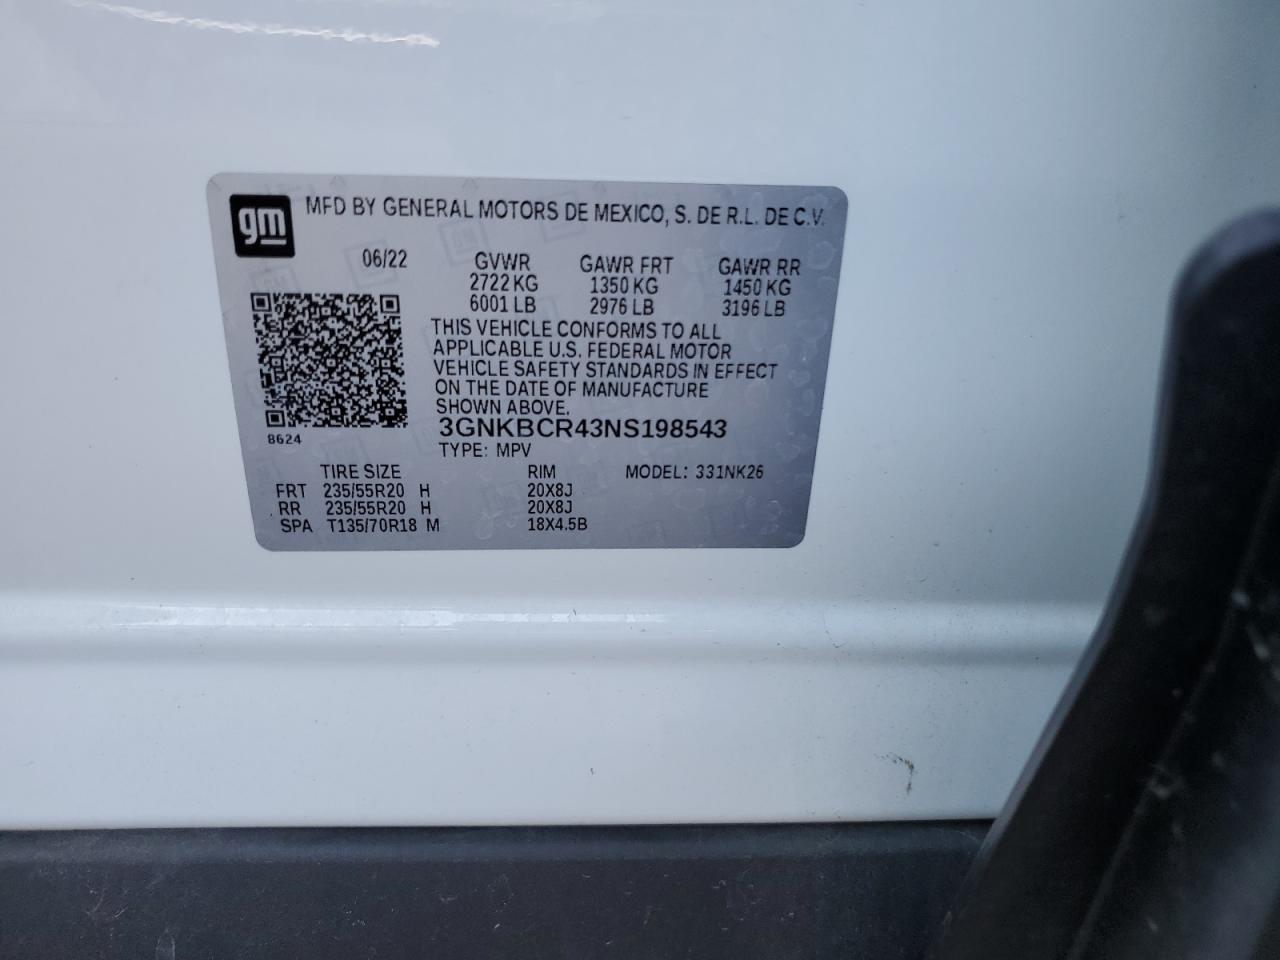 gm MFD BY GENERAL MOTORS DE MEXICO, S. DE R.L. DE C.V.
06/22 GVWR GAWR FRT GAWR RR
2722 KG 1350 KG 1450 KG
6001 LB 2976 LB 3196 LB
THIS VEHICLE CONFORMS TO ALL
APPLICABLE U.S. FEDERAL MOTOR
VEHICLE SAFETY STANDARDS IN EFFECT
ON THE DATE OF MANUFACTURE
SHOWN ABOVE.
3GNKBCR43NS198543
8624
TYPE: MPV
TIRE SIZE RIM MODEL: 331NK26
FRT 235/55R20 H 20X8J
RR 235/55R20 H 20X8J
SPA T135/70R18 M 18X4.5B